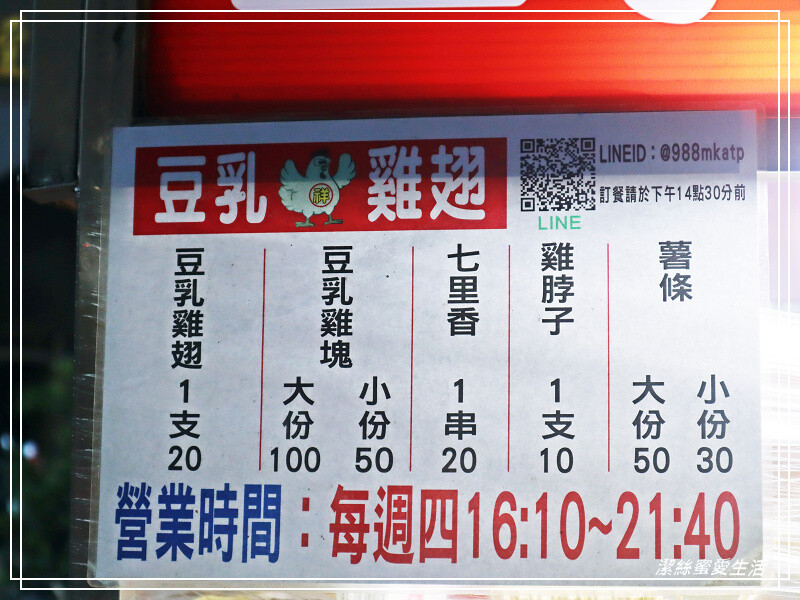 豆乳 祥 雞翅
LINEID：@988mkatp
訂餐請於下午14點30分前
LINE
豆乳雞翅
1支
20
豆乳雞塊
大份
100
小份
50
七里香
1串
20
雞脖子
1支
10
薯條
大份
50
小份
30
營業時間：每週四16:10~21:40
潔絲蜜愛生活